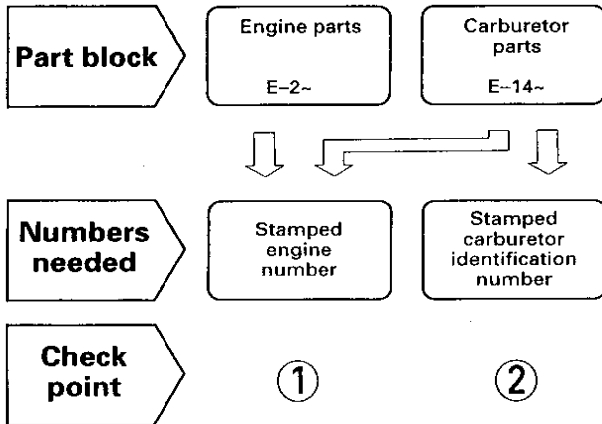 Part block
Engine parts
E-2~
Carburetor
parts
E-14~
Numbers
needed
Stamped
engine
number
Stamped
carburetor
identification
number
Check
point
1
2